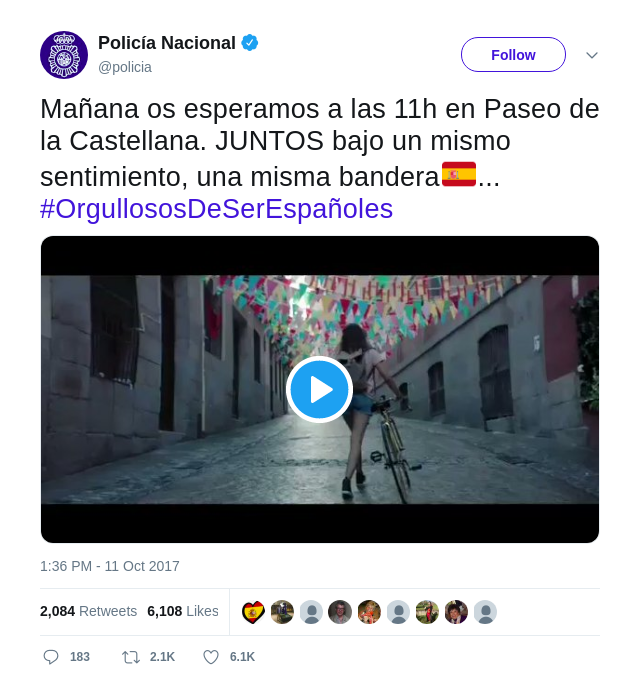 Policía Nacional
@policia
Follow
Mañana os esperamos a las 11h en Paseo de
la Castellana. JUNTOS bajo un mismo
sentimiento, una misma bandera🇪🇸...
#OrgullososDeSerEspañoles
1:36 PM - 11 Oct 2017
2,084 Retweets 6,108 Likes
183 2.1K 6.1K